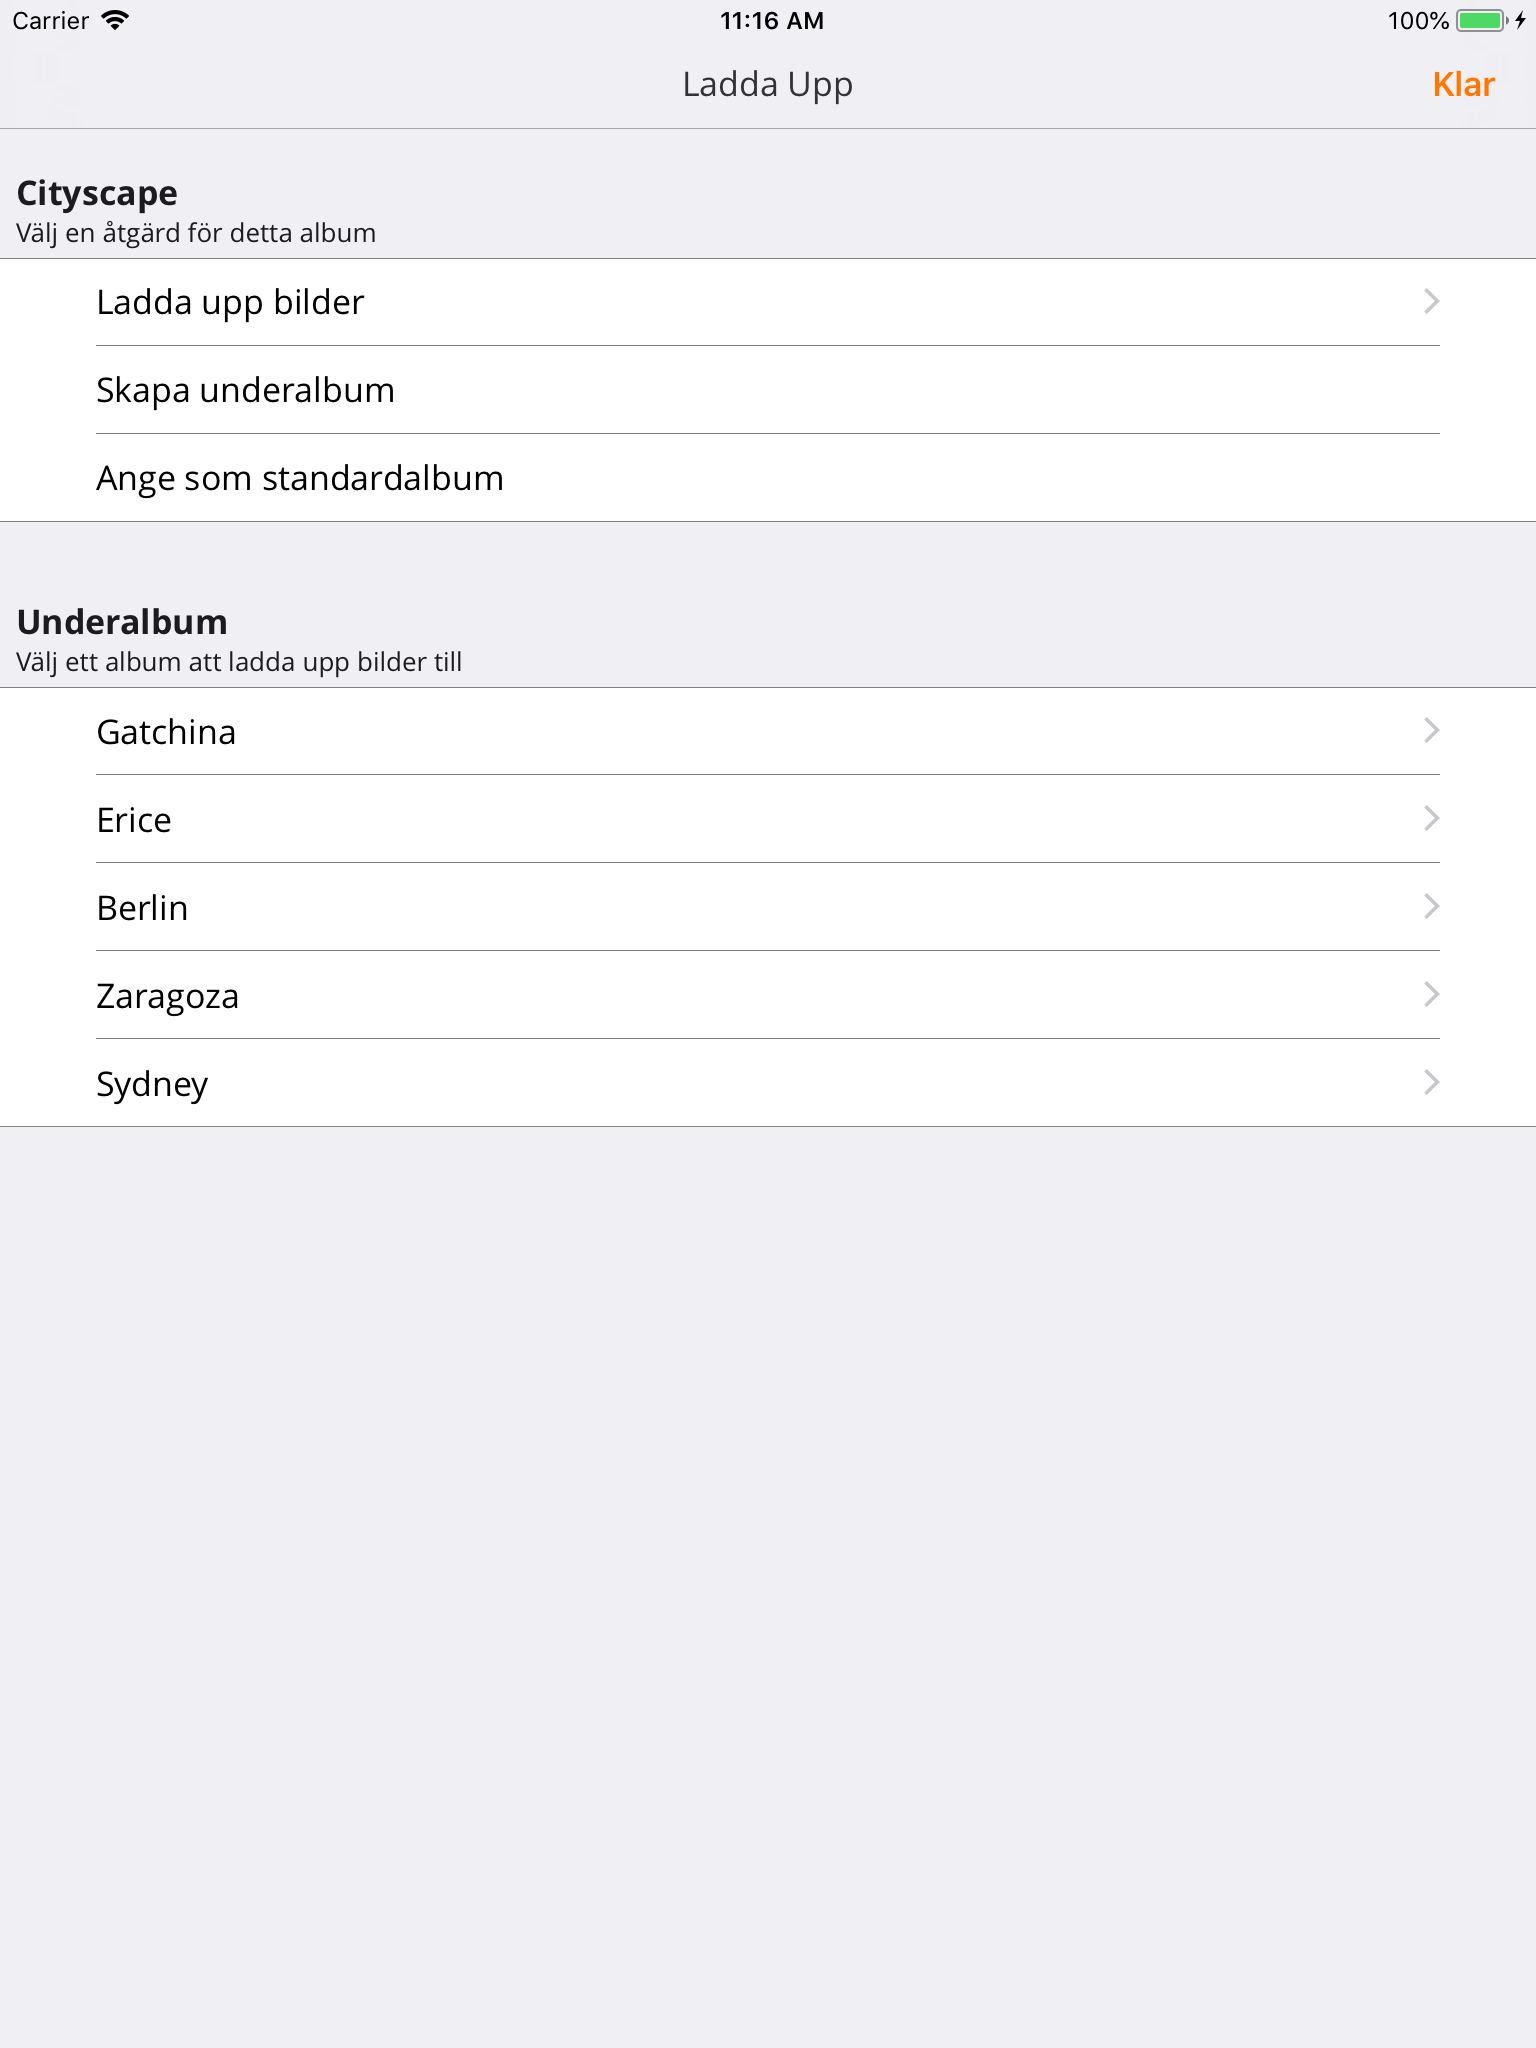 Carrier 11:16 AM 100%
Ladda Upp Klar
Cityscape
Välj en åtgärd för detta album
Ladda upp bilder
Skapa underalbum
Ange som standardalbum
Underalbum
Välj ett album att ladda upp bilder till
Gatchina
Erice
Berlin
Zaragoza
Sydney